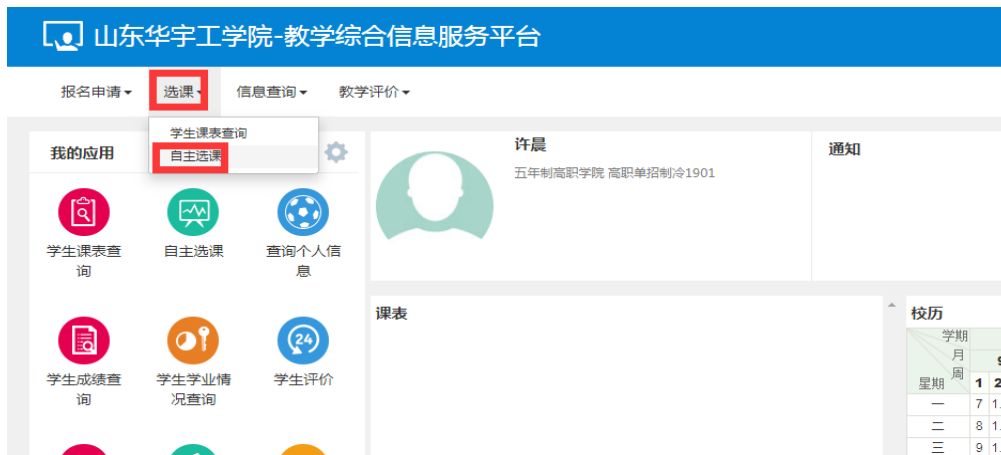 山东华宇工学院-教学综合信息服务平台
报名申请 选课 信息查询 教学评价
学生课表查询
自主选课
我的应用
许晨
五年制高职学院 高职单招制冷1901
通知
学生课表查
询
自主选课
查询个人信
息
课表
校历
学期
月
周
星期
1 2
一 7 1.
二 8 1.
三 9 1.
24
学生成绩查
询
学生学业情
况查询
学生评价